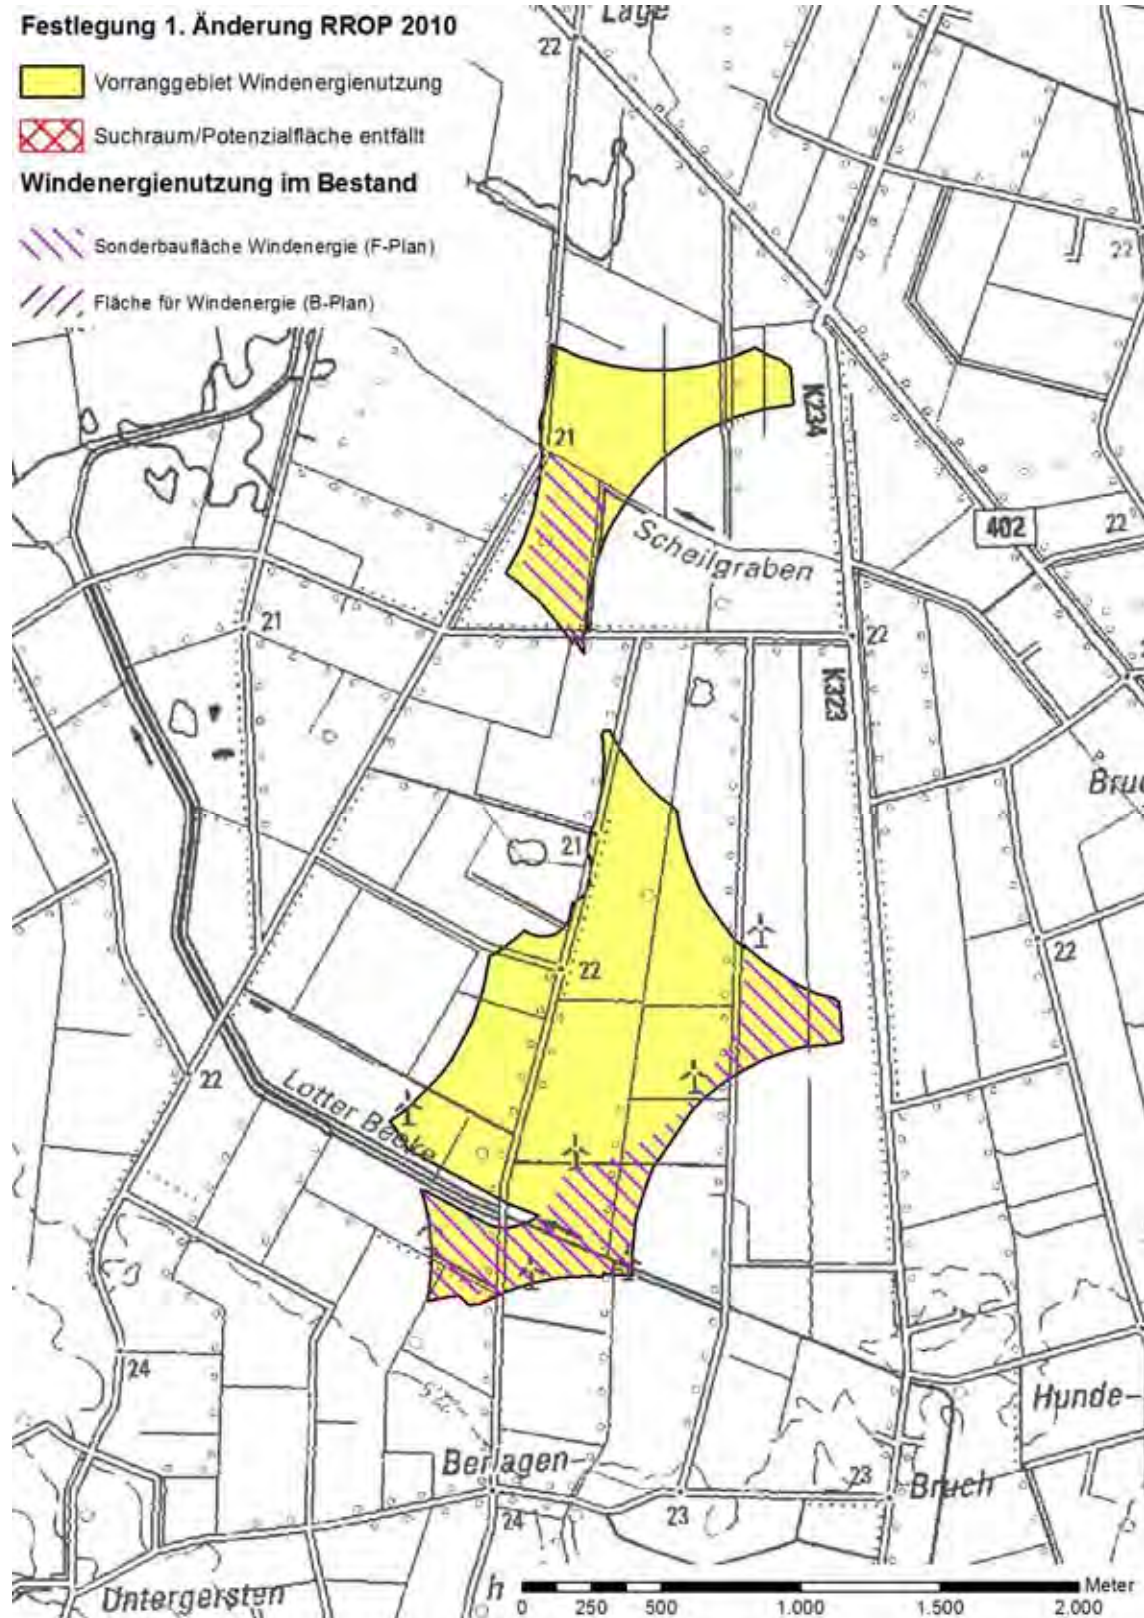 Festlegung 1. Änderung RROP 2010
Vorranggebiet Windenergienutzung
Suchraum/Potenzialfläche entfällt
Windenergienutzung im Bestand
Sonderbaufläche Windenergie (F-Plan)
Fläche für Windenergie (B-Plan)
Lage
22
22
K234
21
402
22
Scheilgraben
21
22
K323
Bruc
21
22
22
22
Lotter Beeke
24
Hunde-
Berlagen
23
Bruch
24
23
Untergersten
h
Meter
0 250 500 1.000 1.500 2.000